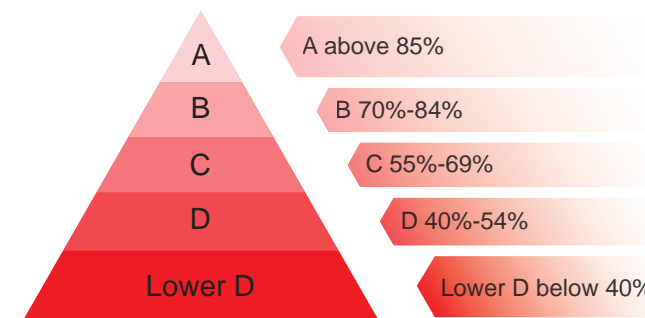 A
A above 85%
B
B 70%-84%
C
C 55%-69%
D
D 40%-54%
Lower D
Lower D below 40%